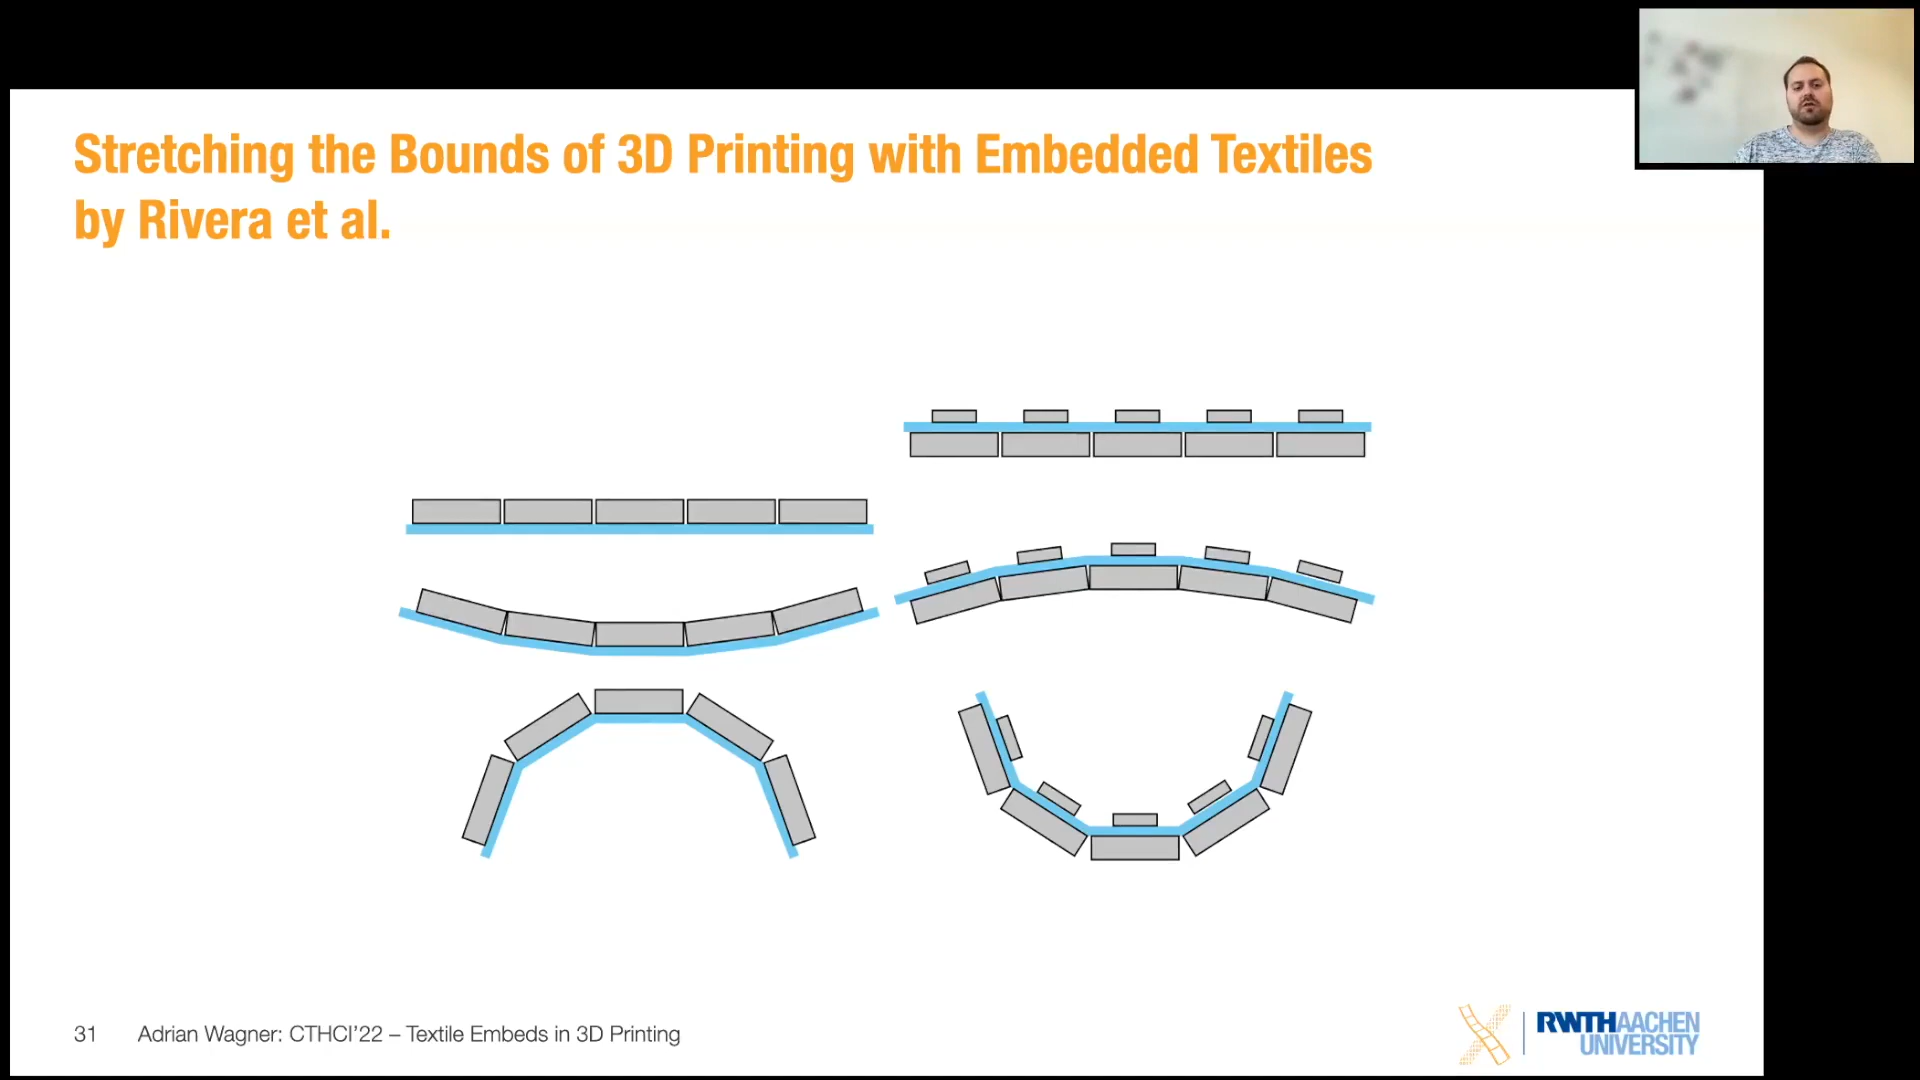 Stretching the Bounds of 3D Printing with Embedded Textiles
by Rivera et al.
31 Adrian Wagner: CTHCI'22 – Textile Embeds in 3D Printing
RWTHAACHEN
UNIVERSITY